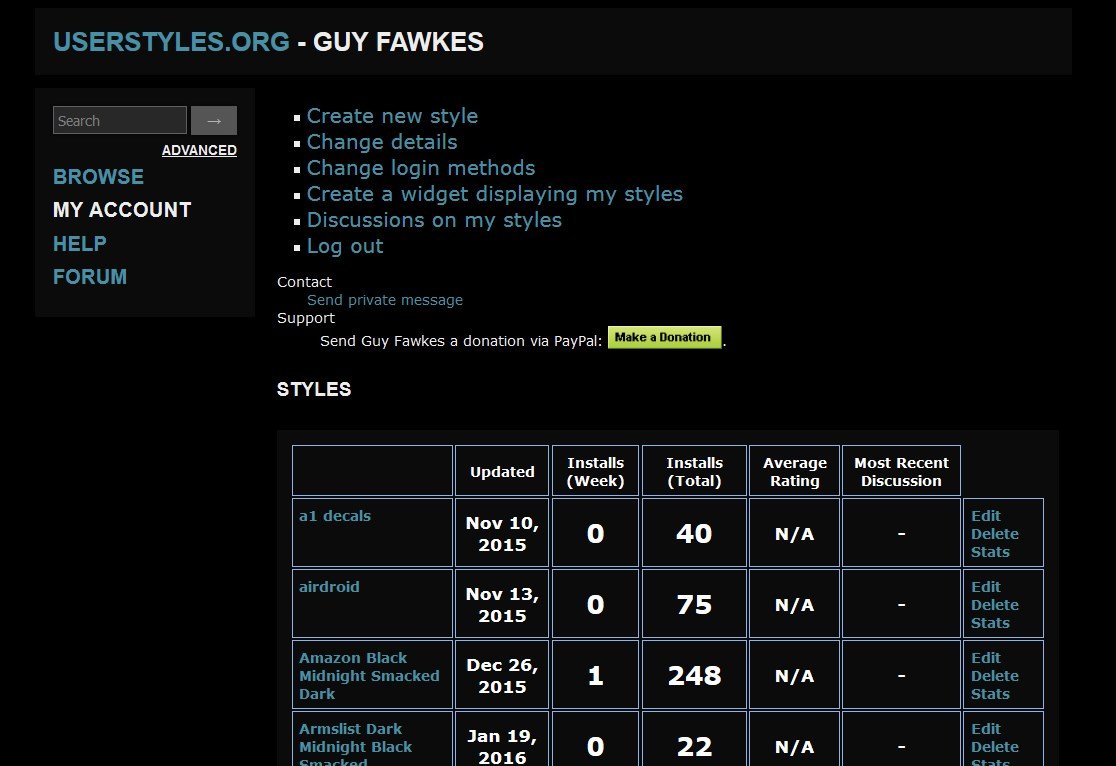 USERSTYLES.ORG - GUY FAWKES
Search →
ADVANCED
BROWSE
MY ACCOUNT
HELP
FORUM
Create new style
Change details
Change login methods
Create a widget displaying my styles
Discussions on my styles
Log out
Contact
Send private message
Support
Send Guy Fawkes a donation via PayPal: Make a Donation.
STYLES
Updated
Installs
(Week)
Installs
(Total)
Average
Rating
Most Recent
Discussion
a1 decals
Nov 10,
2015
0
40
N/A
-
Edit
Delete
Stats
airdroid
Nov 13,
2015
0
75
N/A
-
Edit
Delete
Stats
Amazon Black
Midnight Smacked
Dark
Dec 26,
2015
1
248
N/A
-
Edit
Delete
Stats
Armslist Dark
Midnight Black
Smacked
Jan 19,
2016
0
22
N/A
-
Edit
Delete
Stats